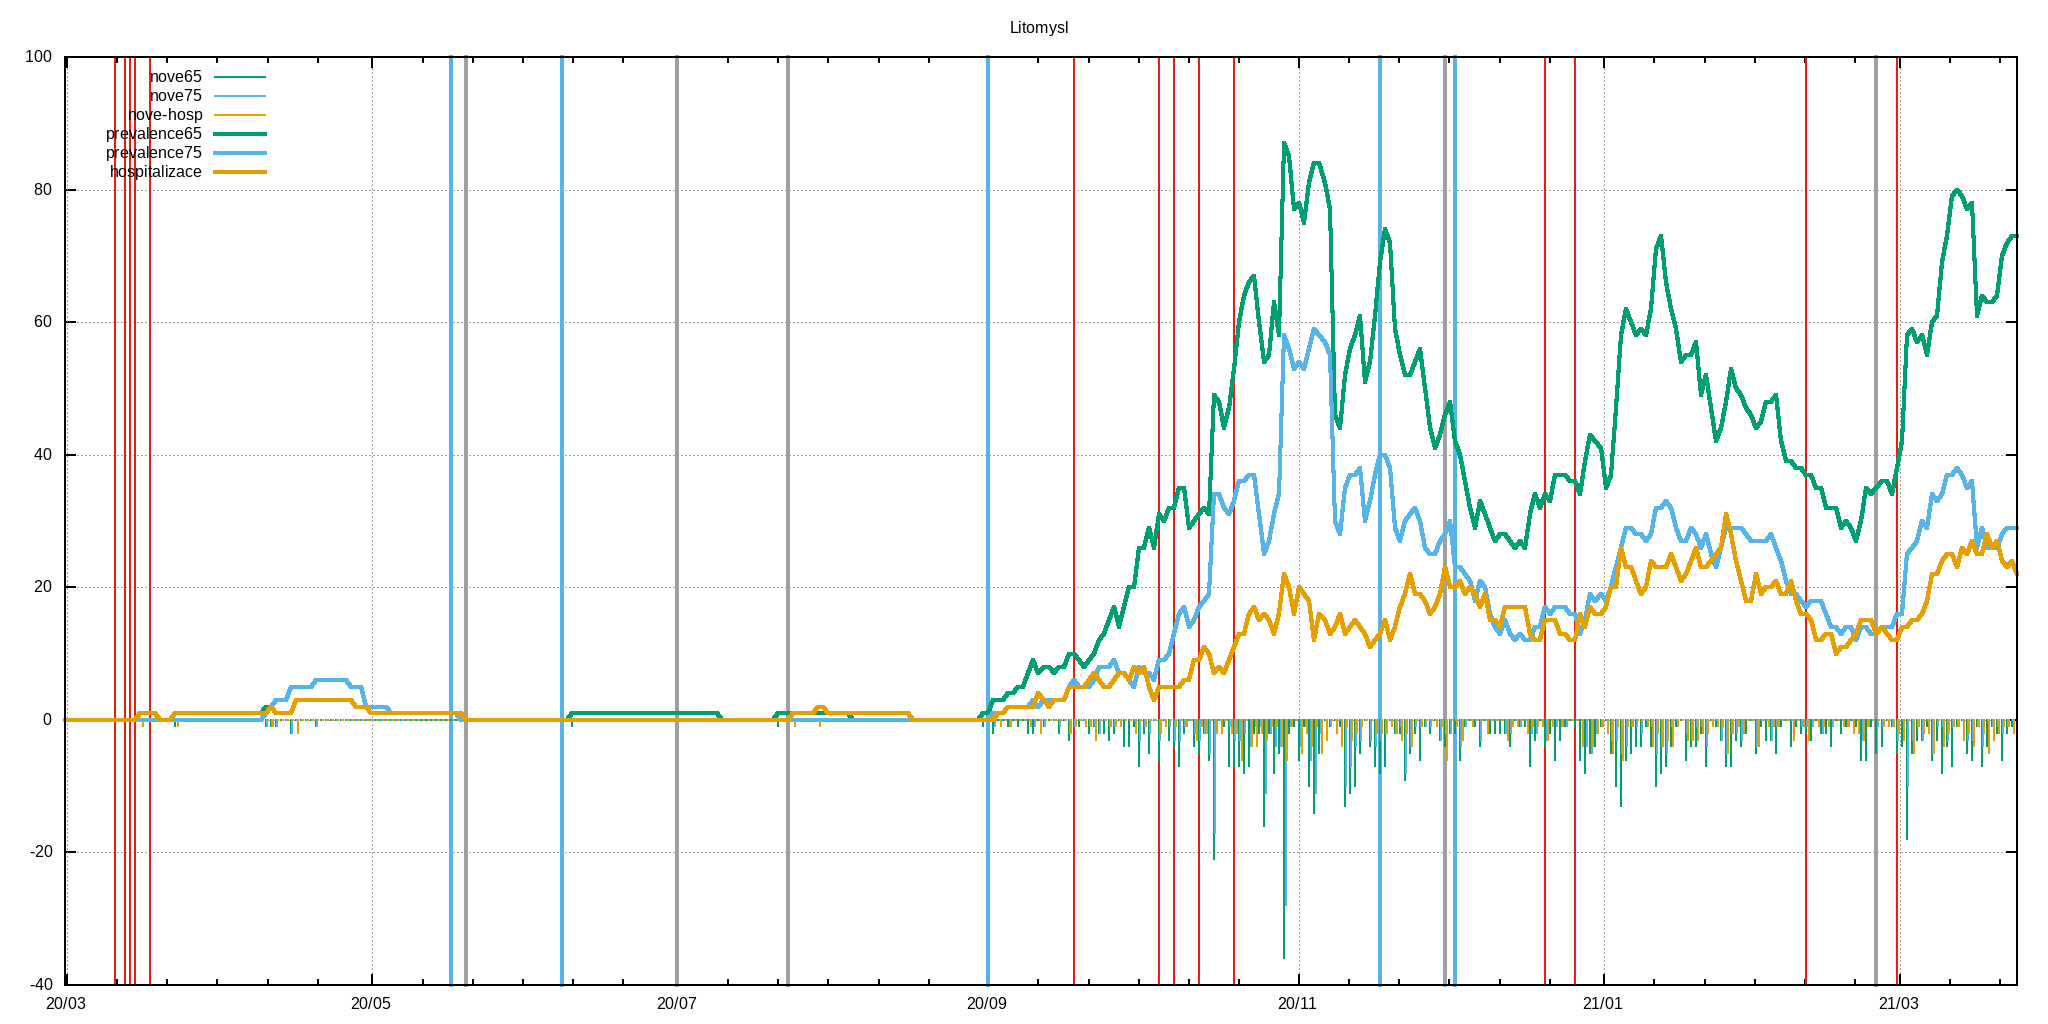 Litomysl
100
nove65
nove75
nove-hosp
prevalence65
prevalence75
hospitalizace
80
60
40
20
0
-20
-40
20/03 20/05 20/07 20/09 20/11 21/01 21/03